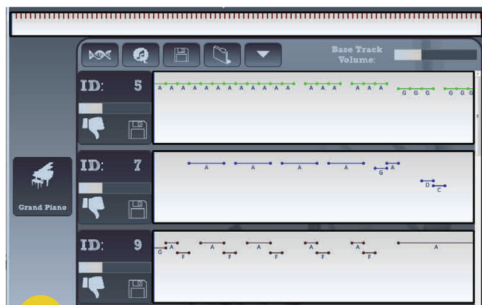 Base Track
Volume:
ID: 5
A A A A A A A A A A A A A A A A A A
G G G G G G
ID: 7
A A A A A
G
D C
Grand Piano
ID: 9
A A A A A A
G F F F F F